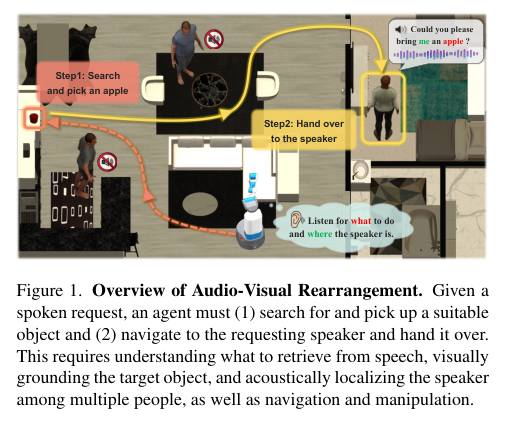 Could you please
bring me an apple ?
Step1: Search
and pick an apple
Step2: Hand over
to the speaker
Listen for what to do
and where the speaker is.
Figure 1. Overview of Audio-Visual Rearrangement. Given a
spoken request, an agent must (1) search for and pick up a suitable
object and (2) navigate to the requesting speaker and hand it over.
This requires understanding what to retrieve from speech, visually
grounding the target object, and acoustically localizing the speaker
among multiple people, as well as navigation and manipulation.